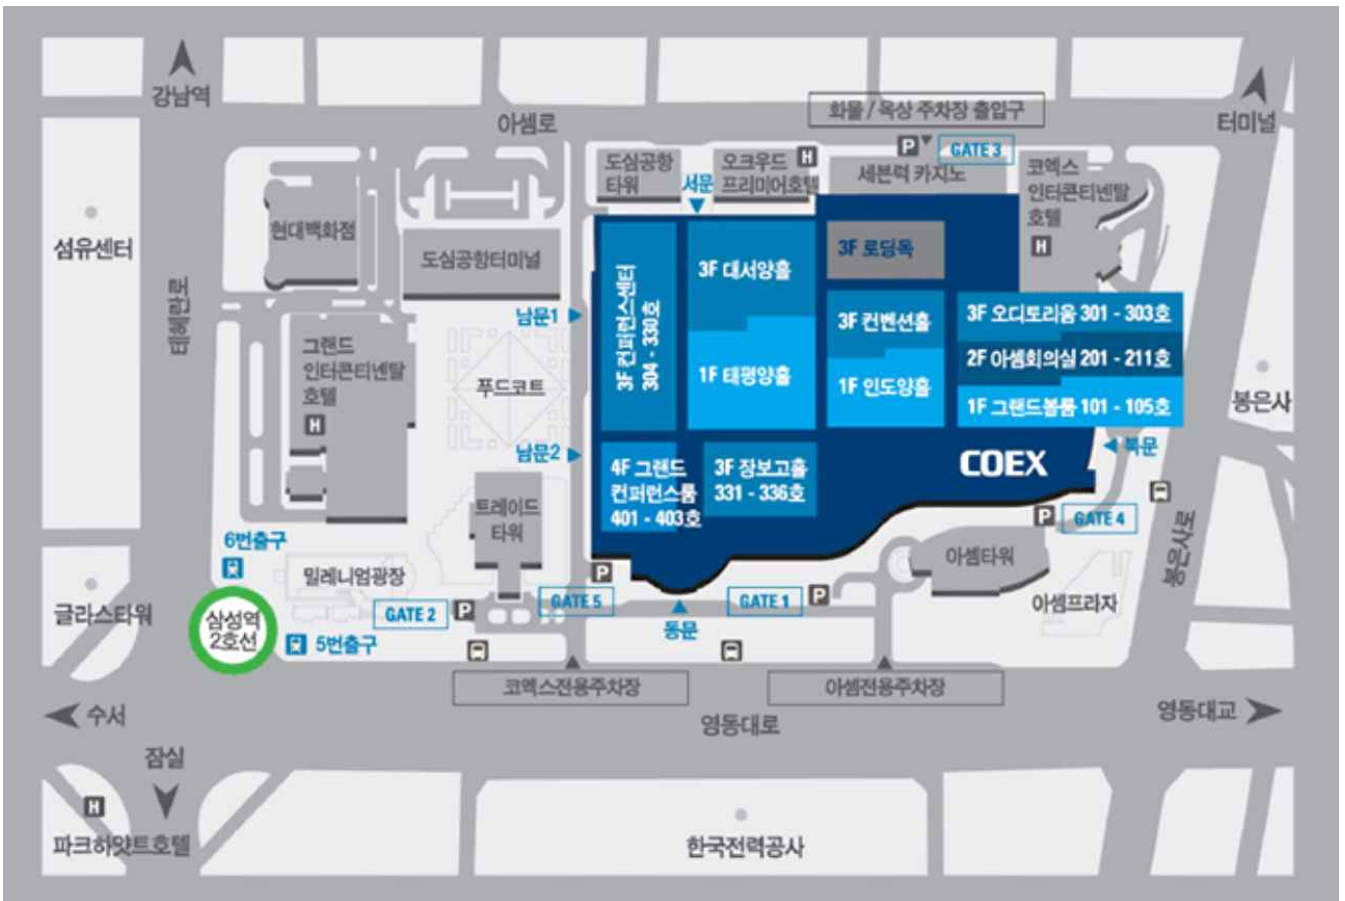 강남역
아셈로
화물 / 옥상 주차장 출입구
터미널
P
GATE 3
도심공항
타워
오크우드
프리미어호텔
H
서문
세븐럭 카지노
코엑스
인터콘티넨탈
호텔
H
섬유센터
현대백화점
도심공항터미널
테헤란로
남문1
3F 컨퍼런스센터
304 - 330호
3F 대서양홀
1F 태평양홀
3F 로딩독
3F 컨벤션홀
1F 인도양홀
3F 오디토리움 301 - 303호
2F 아셈회의실 201 - 211호
1F 그랜드볼룸 101 - 105호
그랜드
인터콘티넨탈
호텔
H
푸드코트
봉은사
남문2
4F 그랜드
컨퍼런스룸
401 - 403호
3F 장보고홀
331 - 336호
COEX
북문
트레이드
타워
P
GATE 4
봉은사로
6번출구
밀레니엄광장
아셈타워
아셈프라자
글라스타워
삼성역
2호선
5번출구
GATE 2
P
P
GATE 5
동문
GATE 1
P
코엑스전용주차장
아셈전용주차장
수서
영동대로
영동대교
잠실
H
파크하얏트호텔
한국전력공사